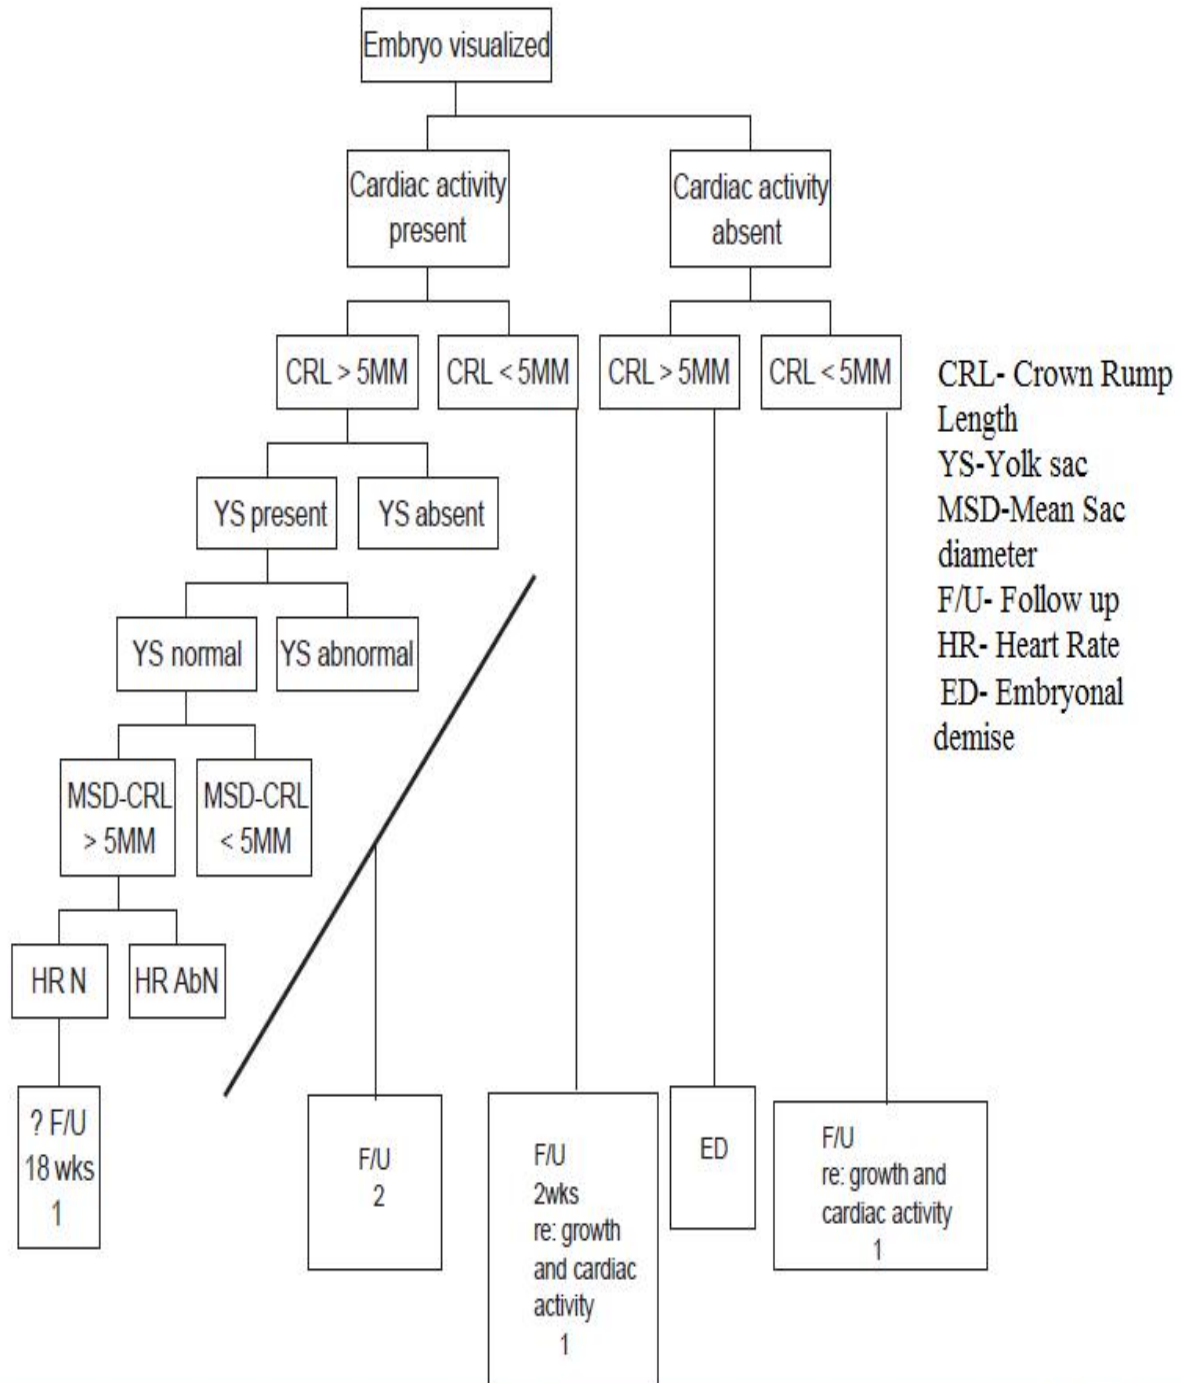 Embryo visualized
Cardiac activity
present
Cardiac activity
absent
CRL > 5MM
CRL < 5MM
CRL > 5MM
CRL < 5MM
YS present
YS absent
YS normal
YS abnormal
MSD-CRL
> 5MM
MSD-CRL
< 5MM
HR N
HR AbN
? F/U
18 wks
1
F/U
2
F/U
2wks
re: growth
and cardiac
activity
1
ED
F/U
re: growth and
cardiac activity
1
CRL- Crown Rump
Length
YS-Yolk sac
MSD-Mean Sac
diameter
F/U- Follow up
HR- Heart Rate
ED- Embryonal
demise